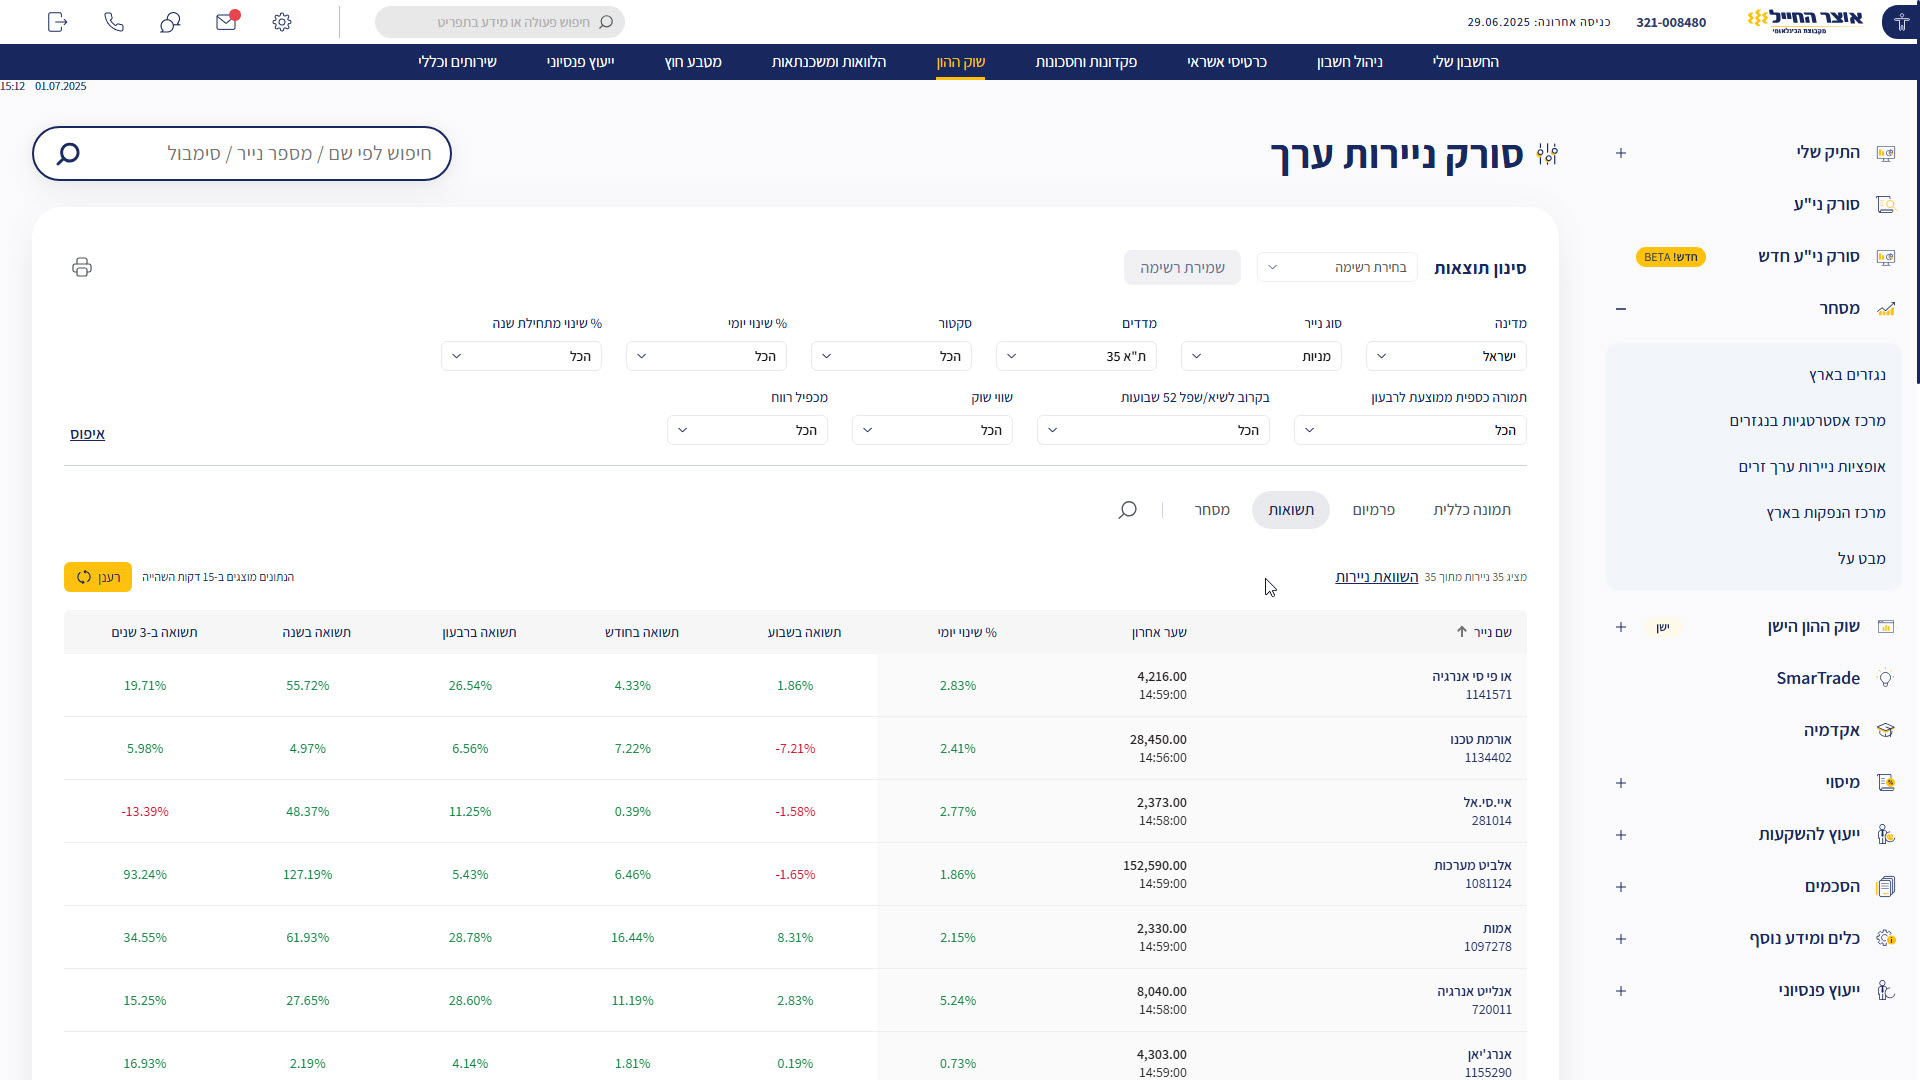 אוצר החייל
מקבוצת הבינלאומי
321-008480
כניסה אחרונה: 29.06.2025
חיפוש פעולה או מידע בתפריט
החשבון שלי
ניהול חשבון
כרטיסי אשראי
פקדונות וחסכונות
שוק ההון
הלוואות ומשכנתאות
מטבע חוץ
ייעוץ פנסיוני
שירותים וכללי
01.07.2025 15:12
התיק שלי
סורק ני"ע
סורק ני"ע חדש
חדש! BETA
מסחר
נגזרים בארץ
מרכז אסטרטגיות בנגזרים
אופציות ניירות ערך זרים
מרכז הנפקות בארץ
מבט על
שוק ההון הישן
ישן
SmarTrade
אקדמיה
מיסוי
ייעוץ להשקעות
הסכמים
כלים ומידע נוסף
ייעוץ פנסיוני
סורק ניירות ערך
חיפוש לפי שם / מספר נייר / סימבול
סינון תוצאות
בחירת רשימה
שמירת רשימה
מדינה
סוג נייר
מדדים
סקטור
% שינוי יומי
% שינוי מתחילת שנה
ישראל
מניות
ת"א 35
הכל
הכל
הכל
תמורה כספית ממוצעת לרבעון
בקרוב לשיא/שפל 52 שבועות
שווי שוק
מכפיל רווח
הכל
הכל
הכל
הכל
איפוס
תמונה כללית
פרמיום
תשואות
מסחר
מציג 35 ניירות מתוך 35
השוואת ניירות
הנתונים מוצגים ב-15 דקות השהייה
רענן
שם נייר
שער אחרון
% שינוי יומי
תשואה בשבוע
תשואה בחודש
תשואה ברבעון
תשואה בשנה
תשואה ב-3 שנים
או פי סי אנרגיה 4,216.00
1141571 14:59:00
2.83% 1.86% 4.33% 26.54% 55.72% 19.71%
אורמת טכנו 28,450.00
1134402 14:56:00
2.41% -7.21% 7.22% 6.56% 4.97% 5.98%
איי.סי.אל 2,373.00
281014 14:58:00
2.77% -1.58% 0.39% 11.25% 48.37% -13.39%
אלביט מערכות 152,590.00
1081124 14:59:00
1.86% -1.65% 6.46% 5.43% 127.19% 93.24%
אמות 2,330.00
1097278 14:59:00
2.15% 8.31% 16.44% 28.78% 61.93% 34.55%
אנלייט אנרגיה 8,040.00
720011 14:58:00
5.24% 2.83% 11.19% 28.60% 27.65% 15.25%
אנרג'יאן 4,303.00
1155290 14:59:00
0.73% 0.19% 1.81% 4.14% 2.19% 16.93%